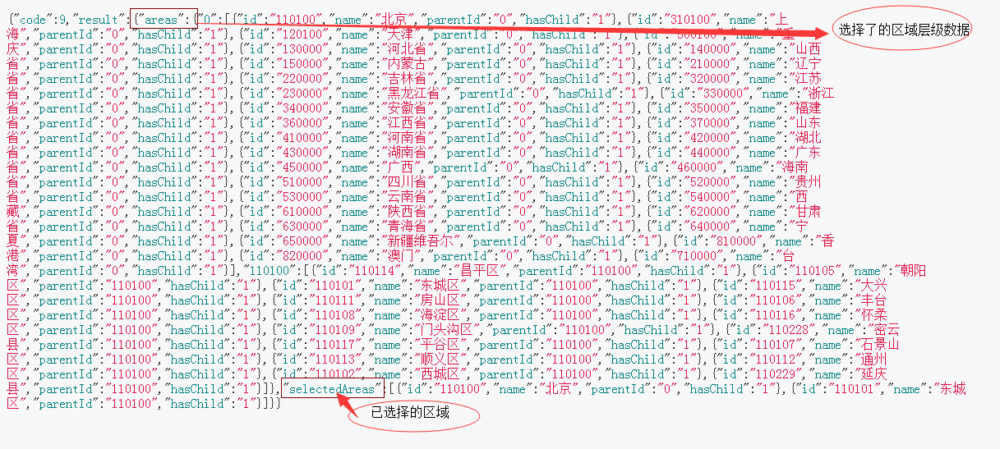 {"code":9,"result":{"areas":{"0":[{"id":"110100","name":"北京","parentId":"0","hasChild":"1"},{"id":"310100","name":"上
海","parentId":"0","hasChild":"1"},{"id":"120100","name":"天津","parentId":"0","hasChild":"1"},{"id":"500100","name":"重
庆","parentId":"0","hasChild":"1"},{"id":"130000","name":"河北省","parentId":"0","hasChild":"1"},{"id":"140000","name":"山西
省","parentId":"0","hasChild":"1"},{"id":"150000","name":"内蒙古","parentId":"0","hasChild":"1"},{"id":"210000","name":"辽宁
省","parentId":"0","hasChild":"1"},{"id":"220000","name":"吉林省","parentId":"0","hasChild":"1"},{"id":"320000","name":"江苏
省","parentId":"0","hasChild":"1"},{"id":"230000","name":"黑龙江省","parentId":"0","hasChild":"1"},{"id":"330000","name":"浙江
省","parentId":"0","hasChild":"1"},{"id":"340000","name":"安徽省","parentId":"0","hasChild":"1"},{"id":"350000","name":"福建
省","parentId":"0","hasChild":"1"},{"id":"360000","name":"江西省","parentId":"0","hasChild":"1"},{"id":"370000","name":"山东
省","parentId":"0","hasChild":"1"},{"id":"410000","name":"河南省","parentId":"0","hasChild":"1"},{"id":"420000","name":"湖北
省","parentId":"0","hasChild":"1"},{"id":"430000","name":"湖南省","parentId":"0","hasChild":"1"},{"id":"440000","name":"广东
省","parentId":"0","hasChild":"1"},{"id":"450000","name":"广西","parentId":"0","hasChild":"1"},{"id":"460000","name":"海南
省","parentId":"0","hasChild":"1"},{"id":"510000","name":"四川省","parentId":"0","hasChild":"1"},{"id":"520000","name":"贵州
省","parentId":"0","hasChild":"1"},{"id":"530000","name":"云南省","parentId":"0","hasChild":"1"},{"id":"540000","name":"西
藏","parentId":"0","hasChild":"1"},{"id":"610000","name":"陕西省","parentId":"0","hasChild":"1"},{"id":"620000","name":"甘肃
省","parentId":"0","hasChild":"1"},{"id":"630000","name":"青海省","parentId":"0","hasChild":"1"},{"id":"640000","name":"宁
夏","parentId":"0","hasChild":"1"},{"id":"650000","name":"新疆维吾尔","parentId":"0","hasChild":"1"},{"id":"810000","name":"香
港","parentId":"0","hasChild":"1"},{"id":"820000","name":"澳门","parentId":"0","hasChild":"1"},{"id":"710000","name":"台
湾","parentId":"0","hasChild":"1"}],"110100":[{"id":"110114","name":"昌平区","parentId":"110100","hasChild":"1"},{"id":"110105","name":"朝阳
区","parentId":"110100","hasChild":"1"},{"id":"110101","name":"东城区","parentId":"110100","hasChild":"1"},{"id":"110115","name":"大兴
区","parentId":"110100","hasChild":"1"},{"id":"110111","name":"房山区","parentId":"110100","hasChild":"1"},{"id":"110106","name":"丰台
区","parentId":"110100","hasChild":"1"},{"id":"110108","name":"海淀区","parentId":"110100","hasChild":"1"},{"id":"110116","name":"怀柔
区","parentId":"110100","hasChild":"1"},{"id":"110109","name":"门头沟区","parentId":"110100","hasChild":"1"},{"id":"110228","name":"密云
县","parentId":"110100","hasChild":"1"},{"id":"110117","name":"平谷区","parentId":"110100","hasChild":"1"},{"id":"110107","name":"石景山
区","parentId":"110100","hasChild":"1"},{"id":"110113","name":"顺义区","parentId":"110100","hasChild":"1"},{"id":"110112","name":"通州
区","parentId":"110100","hasChild":"1"},{"id":"110102","name":"西城区","parentId":"110100","hasChild":"1"},{"id":"110229","name":"延庆
县","parentId":"110100","hasChild":"1"}]},"selectedAreas":[{"id":"110100","name":"北京","parentId":"0","hasChild":"1"},{"id":"110101","name":"东城
区","parentId":"110100","hasChild":"1"}]}}
选择了的区域层级数据
已选择的区域